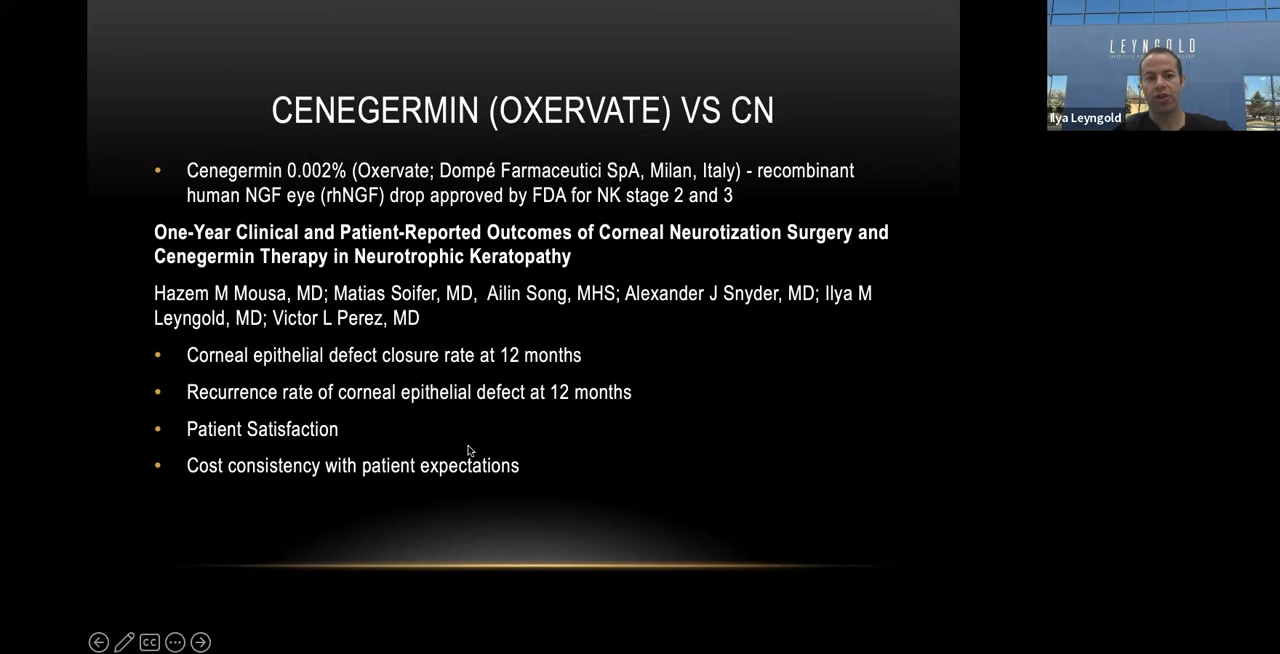 LEYNGOLD
Ilya Leyngold
CENEGERMIN (OXERVATE) VS CN
• Cenegermin 0.002% (Oxervate; Dompé Farmaceutici SpA, Milan, Italy) - recombinant
human NGF eye (rhNGF) drop approved by FDA for NK stage 2 and 3
One-Year Clinical and Patient-Reported Outcomes of Corneal Neurotization Surgery and
Cenegermin Therapy in Neurotrophic Keratopathy
Hazem M Mousa, MD; Matias Soifer, MD, Ailin Song, MHS; Alexander J Snyder, MD; Ilya M
Leyngold, MD; Victor L Perez, MD
• Corneal epithelial defect closure rate at 12 months
• Recurrence rate of corneal epithelial defect at 12 months
• Patient Satisfaction
• Cost consistency with patient expectations
CC